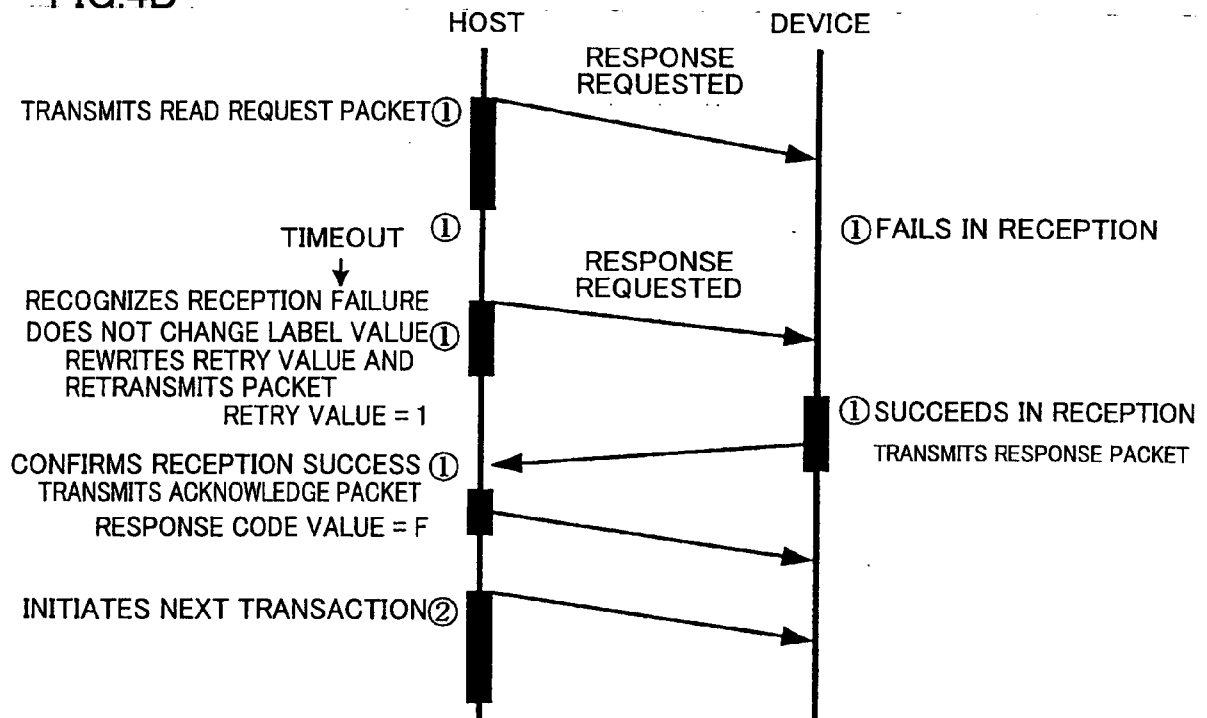 HOST
DEVICE
RESPONSE
REQUESTED
TRANSMITS READ REQUEST PACKET①
TIMEOUT ①
①FAILS IN RECEPTION
RESPONSE
REQUESTED
RECOGNIZES RECEPTION FAILURE
DOES NOT CHANGE LABEL VALUE①
REWRITES RETRY VALUE AND
RETRANSMITS PACKET
RETRY VALUE = 1
①SUCCEEDS IN RECEPTION
TRANSMITS RESPONSE PACKET
CONFIRMS RECEPTION SUCCESS ①
TRANSMITS ACKNOWLEDGE PACKET
RESPONSE CODE VALUE = F
INITIATES NEXT TRANSACTION②